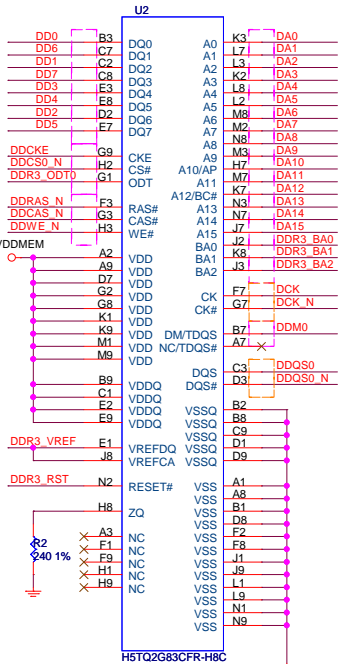 U2
DD0 B3 DQ0 A0 K3 DA0
DD6 C7 DQ1 A1 L7 DA1
DD1 C2 DQ2 A2 L3 DA2
DD7 C8 DQ3 A3 K2 DA3
DD3 E3 DQ4 A4 L8 DA4
DD4 E8 DQ5 A5 L2 DA5
DD2 D2 DQ6 A6 M8 DA6
DD5 E7 DQ7 A7 M2 DA7
A8 N8 DA8
DDCKE G9 CKE A9 M3 DA9
DDCS0_N H2 CS# A10/AP H7 DA10
DDR3_ODT0 G1 ODT A11 M7 DA11
A12/BC# K7 DA12
DDRAS_N F3 RAS# A13 N3 DA13
DDCAS_N G3 CAS# A14 N7 DA14
DDWE_N H3 WE# A15 J7 DA15
VDDMEM BA0 J2 DDR3_BA0
A2 VDD BA1 K8 DDR3_BA1
A9 VDD BA2 J3 DDR3_BA2
D7 VDD
G2 VDD CK F7 DCK
G8 VDD CK# G7 DCK_N
K1 VDD
K9 VDD DM/TDQS B7 DDM0
M1 VDD NC/TDQS# A7
M9 VDD
DQS C3 DDQS0
B9 VDDQ DQS# D3 DDQS0_N
C1 VDDQ
E2 VDDQ VSSQ B2
E9 VDDQ VSSQ B8
VSSQ C9
DDR3_VREF E1 VREFDQ VSSQ D1
J8 VREFCA VSSQ D9
DDR3_RST N2 RESET# VSS A1
VSS A8
H8 ZQ VSS B1
VSS D8
A3 NC VSS F2
R2 F1 NC VSS F8
240 1% F9 NC VSS J1
H1 NC VSS J9
H9 NC VSS L1
VSS L9
VSS N1
VSS N9
H5TQ2G83CFR-H8C